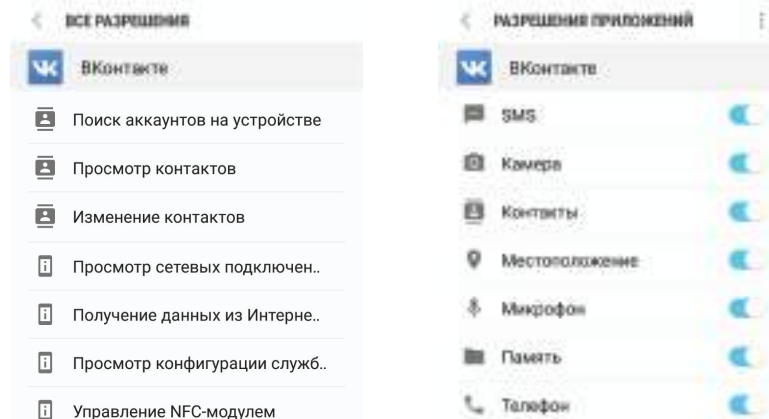 ВСЕ РАЗРЕШЕНИЯ
ВКонтакте
Поиск аккаунтов на устройстве
Просмотр контактов
Изменение контактов
Просмотр сетевых подключен..
Получение данных из Интерне..
Просмотр конфигурации служб..
Управление NFC-модулем
РАЗРЕШЕНИЯ ПРИЛОЖЕНИЙ
ВКонтакте
SMS
Камера
Контакты
Местоположение
Микрофон
Память
Телефон